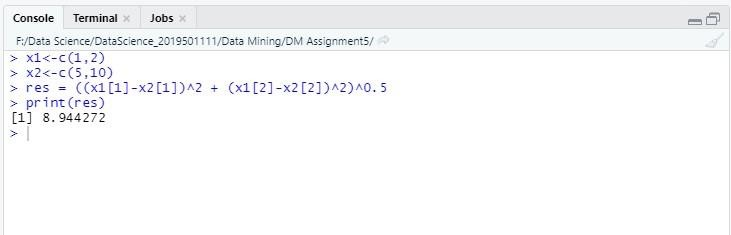 Console Terminal × Jobs ×
F:/Data Science/DataScience_2019501111/Data Mining/DM Assignment5/
> x1<-c(1,2)
> x2<-c(5,10)
> res = ((x1[1]-x2[1])^2 + (x1[2]-x2[2])^2)^0.5
> print(res)
[1] 8.944272
>